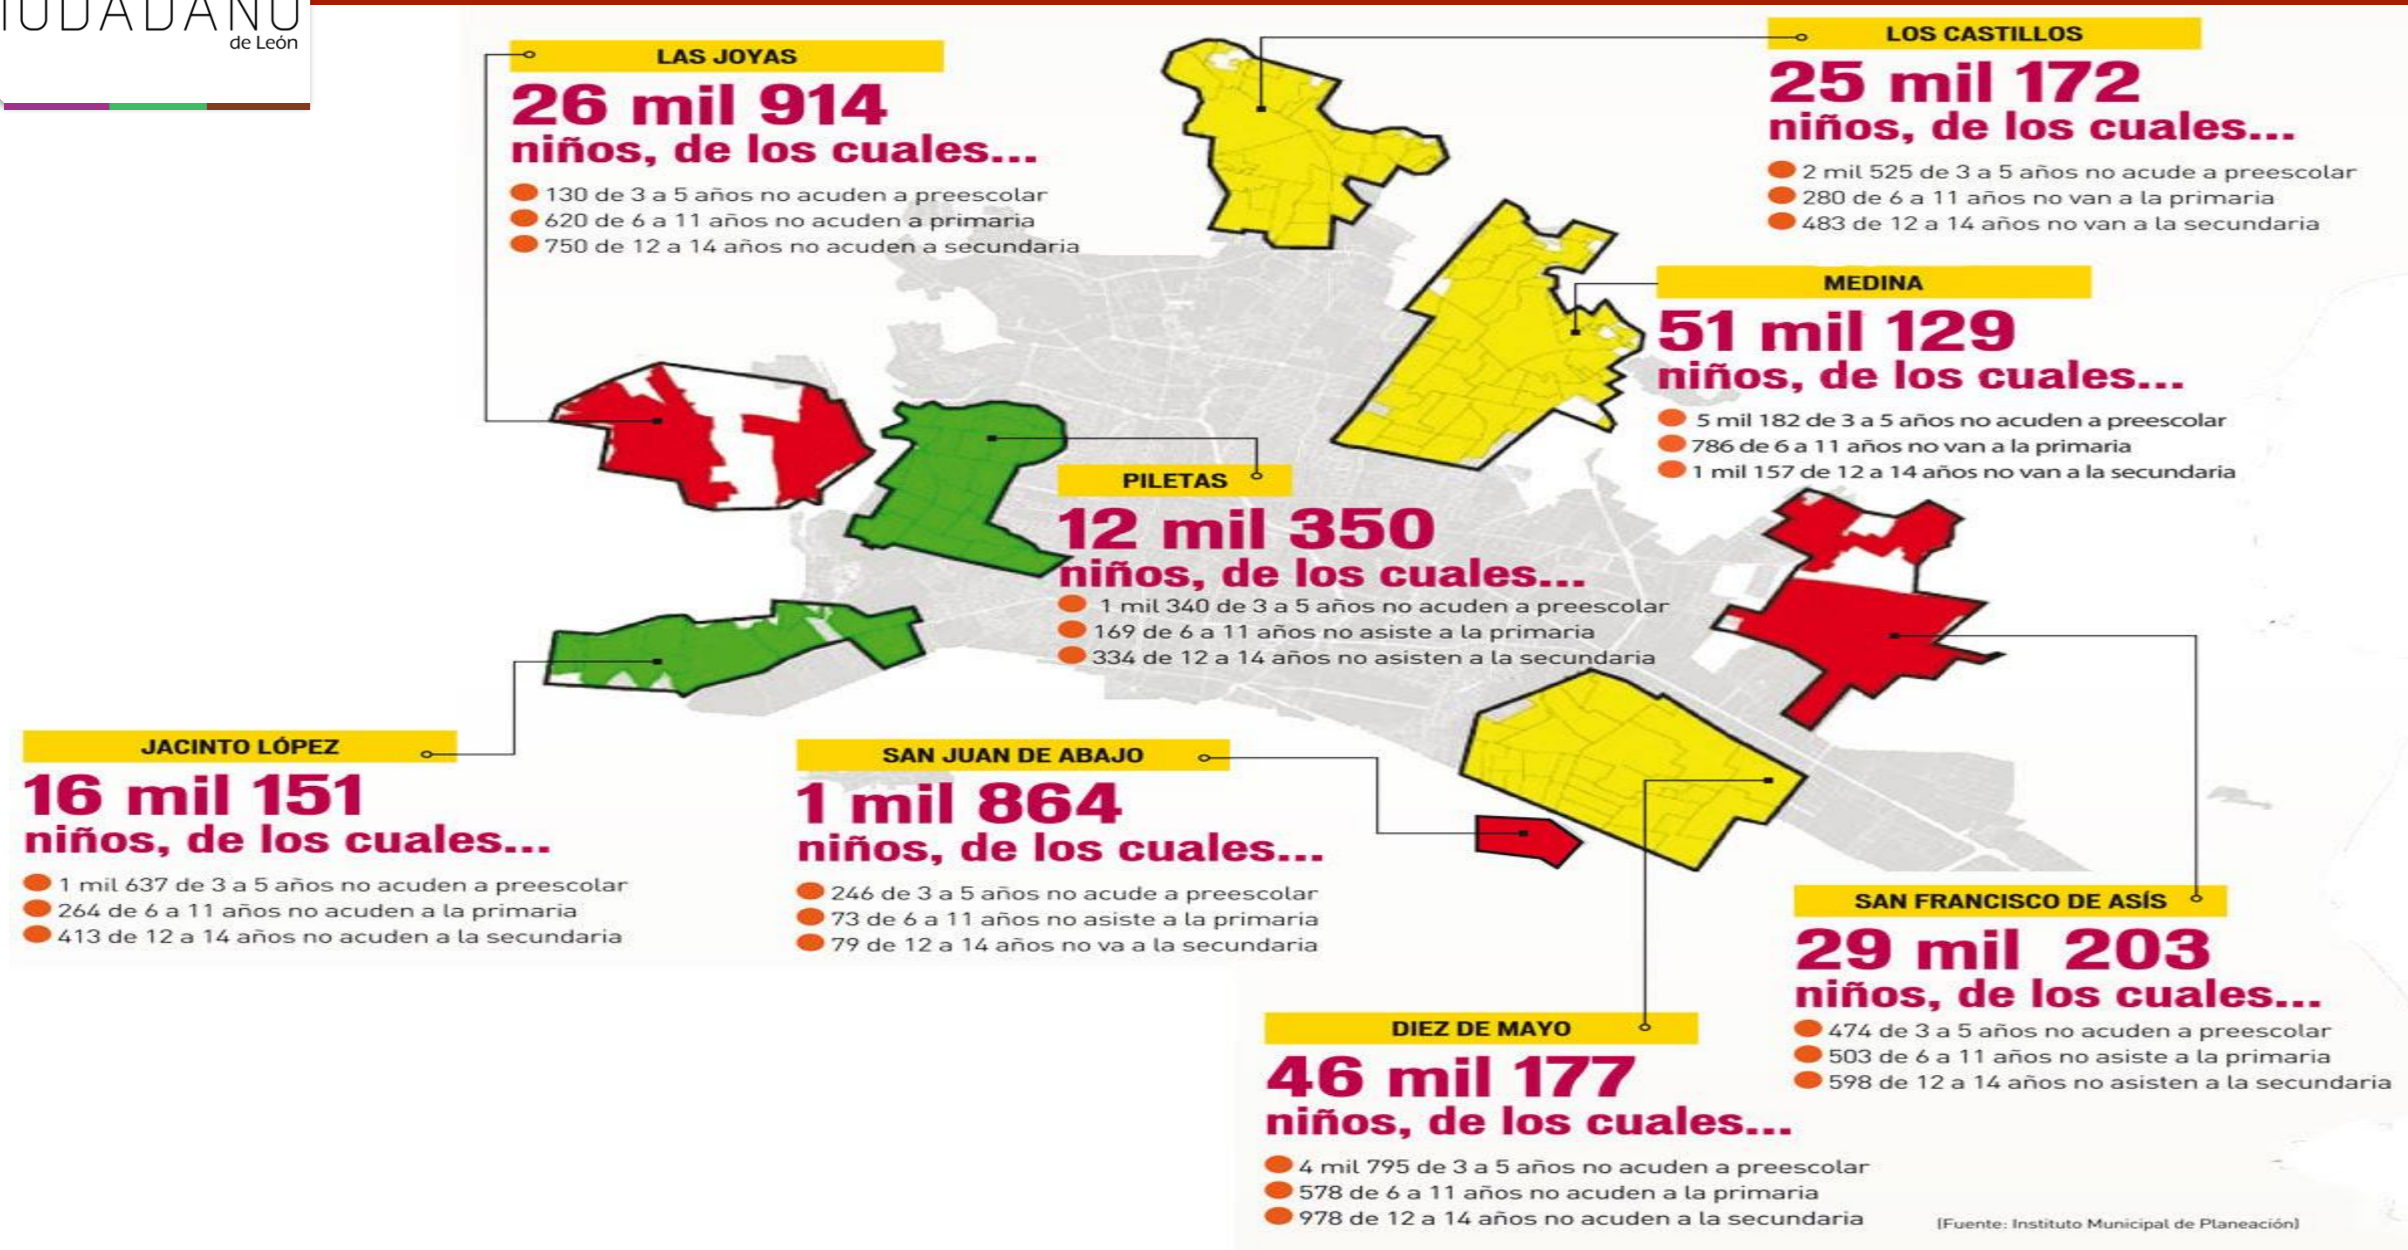 de León
LAS JOYAS
26 mil 914
niños, de los cuales...
130 de 3 a 5 años no acuden a preescolar
620 de 6 a 11 años no acuden a primaria
750 de 12 a 14 años no acuden a secundaria
LOS CASTILLOS
25 mil 172
niños, de los cuales...
2 mil 525 de 3 a 5 años no acude a preescolar
280 de 6 a 11 años no van a la primaria
483 de 12 a 14 años no van a la secundaria
MEDINA
51 mil 129
niños, de los cuales...
5 mil 182 de 3 a 5 años no acuden a preescolar
786 de 6 a 11 años no van a la primaria
1 mil 157 de 12 a 14 años no van a la secundaria
PILETAS
12 mil 350
niños, de los cuales...
1 mil 340 de 3 a 5 años no acuden a preescolar
169 de 6 a 11 años no asiste a la primaria
334 de 12 a 14 años no asisten a la secundaria
JACINTO LÓPEZ
16 mil 151
niños, de los cuales...
1 mil 637 de 3 a 5 años no acuden a preescolar
264 de 6 a 11 años no acuden a la primaria
413 de 12 a 14 años no acuden a la secundaria
SAN JUAN DE ABAJO
1 mil 864
niños, de los cuales...
246 de 3 a 5 años no acude a preescolar
73 de 6 a 11 años no asiste a la primaria
79 de 12 a 14 años no va a la secundaria
SAN FRANCISCO DE ASÍS
29 mil 203
niños, de los cuales...
474 de 3 a 5 años no acuden a preescolar
503 de 6 a 11 años no asiste a la primaria
598 de 12 a 14 años no asisten a la secundaria
DIEZ DE MAYO
46 mil 177
niños, de los cuales...
4 mil 795 de 3 a 5 años no acuden a preescolar
578 de 6 a 11 años no acuden a la primaria
978 de 12 a 14 años no acuden a la secundaria
(Fuente: Instituto Municipal de Planeación)